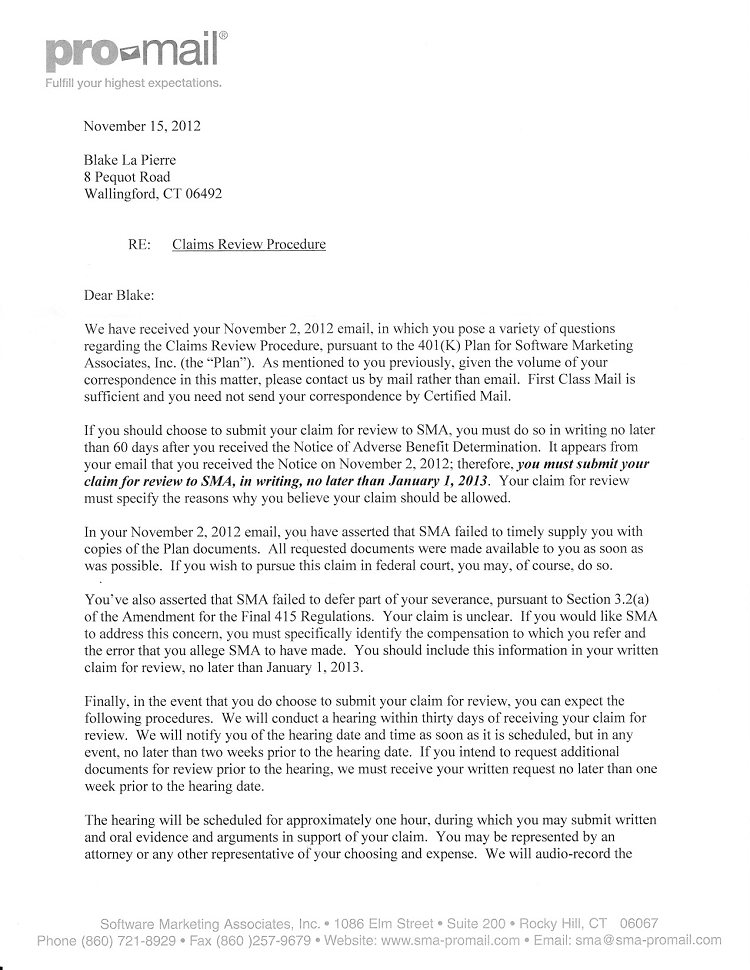 pro mail®
Fulfill your highest expectations.
November 15, 2012
Blake La Pierre
8 Pequot Road
Wallingford, CT 06492
RE: Claims Review Procedure
Dear Blake:
We have received your November 2, 2012 email, in which you pose a variety of questions
regarding the Claims Review Procedure, pursuant to the 401(K) Plan for Software Marketing
Associates, Inc. (the “Plan”). As mentioned to you previously, given the volume of your
correspondence in this matter, please contact us by mail rather than email. First Class Mail is
sufficient and you need not send your correspondence by Certified Mail.
If you should choose to submit your claim for review to SMA, you must do so in writing no later
than 60 days after you received the Notice of Adverse Benefit Determination. It appears from
your email that you received the Notice on November 2, 2012; therefore, you must submit your
claim for review to SMA, in writing, no later than January 1, 2013. Your claim for review
must specify the reasons why you believe your claim should be allowed.
In your November 2, 2012 email, you have asserted that SMA failed to timely supply you with
copies of the Plan documents. All requested documents were made available to you as soon as
was possible. If you wish to pursue this claim in federal court, you may, of course, do so.
You’ve also asserted that SMA failed to defer part of your severance, pursuant to Section 3.2(a)
of the Amendment for the Final 415 Regulations. Your claim is unclear. If you would like SMA
to address this concern, you must specifically identify the compensation to which you refer and
the error that you allege SMA to have made. You should include this information in your written
claim for review, no later than January 1, 2013.
Finally, in the event that you do choose to submit your claim for review, you can expect the
following procedures. We will conduct a hearing within thirty days of receiving your claim for
review. We will notify you of the hearing date and time as soon as it is scheduled, but in any
event, no later than two weeks prior to the hearing date. If you intend to request additional
documents for review prior to the hearing, we must receive your written request no later than one
week prior to the hearing date.
The hearing will be scheduled for approximately one hour, during which you may submit written
and oral evidence and arguments in support of your claim. You may be represented by an
attorney or any other representative of your choosing and expense. We will audio-record the
Software Marketing Associates, Inc. • 1086 Elm Street • Suite 200 • Rocky Hill, CT 06067
Phone (860) 721-8929 • Fax (860 )257-9679 • Website: www.sma-promail.com • Email: sma@sma-promail.com